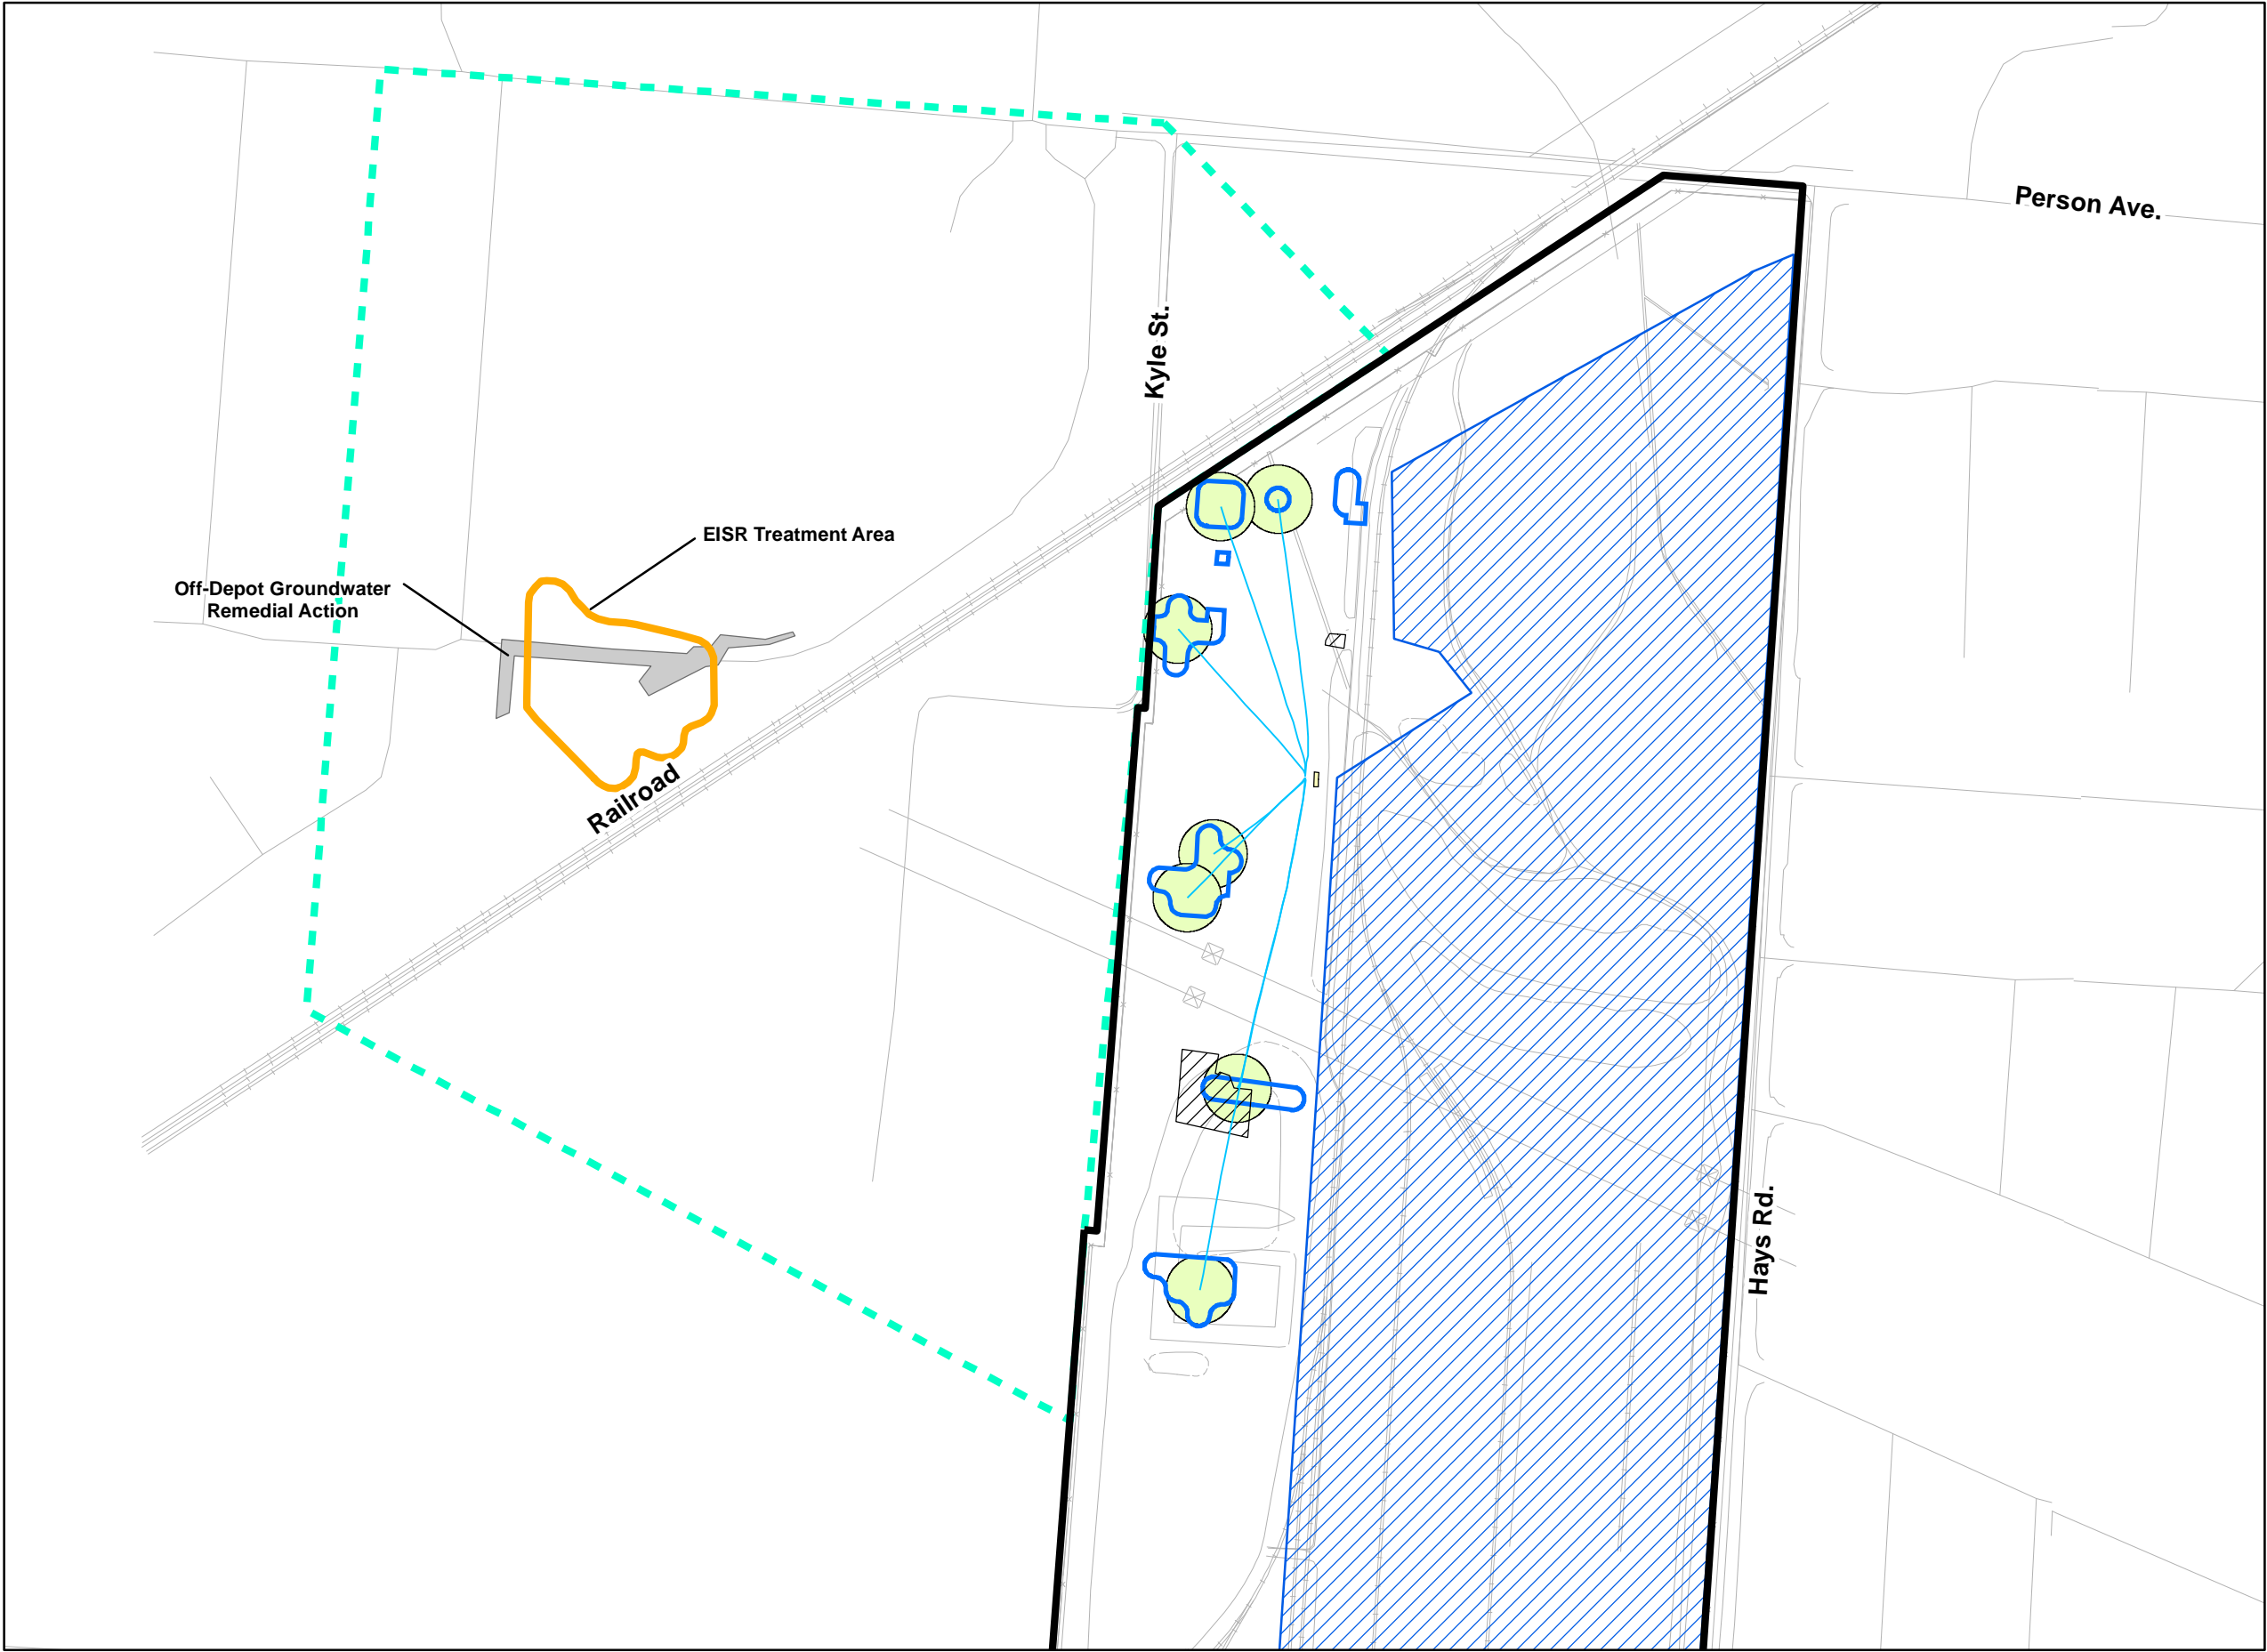 Person Ave.
Kyle St.
EISR Treatment Area
Off-Depot Groundwater
Remedial Action
Railroad
Hays Rd.